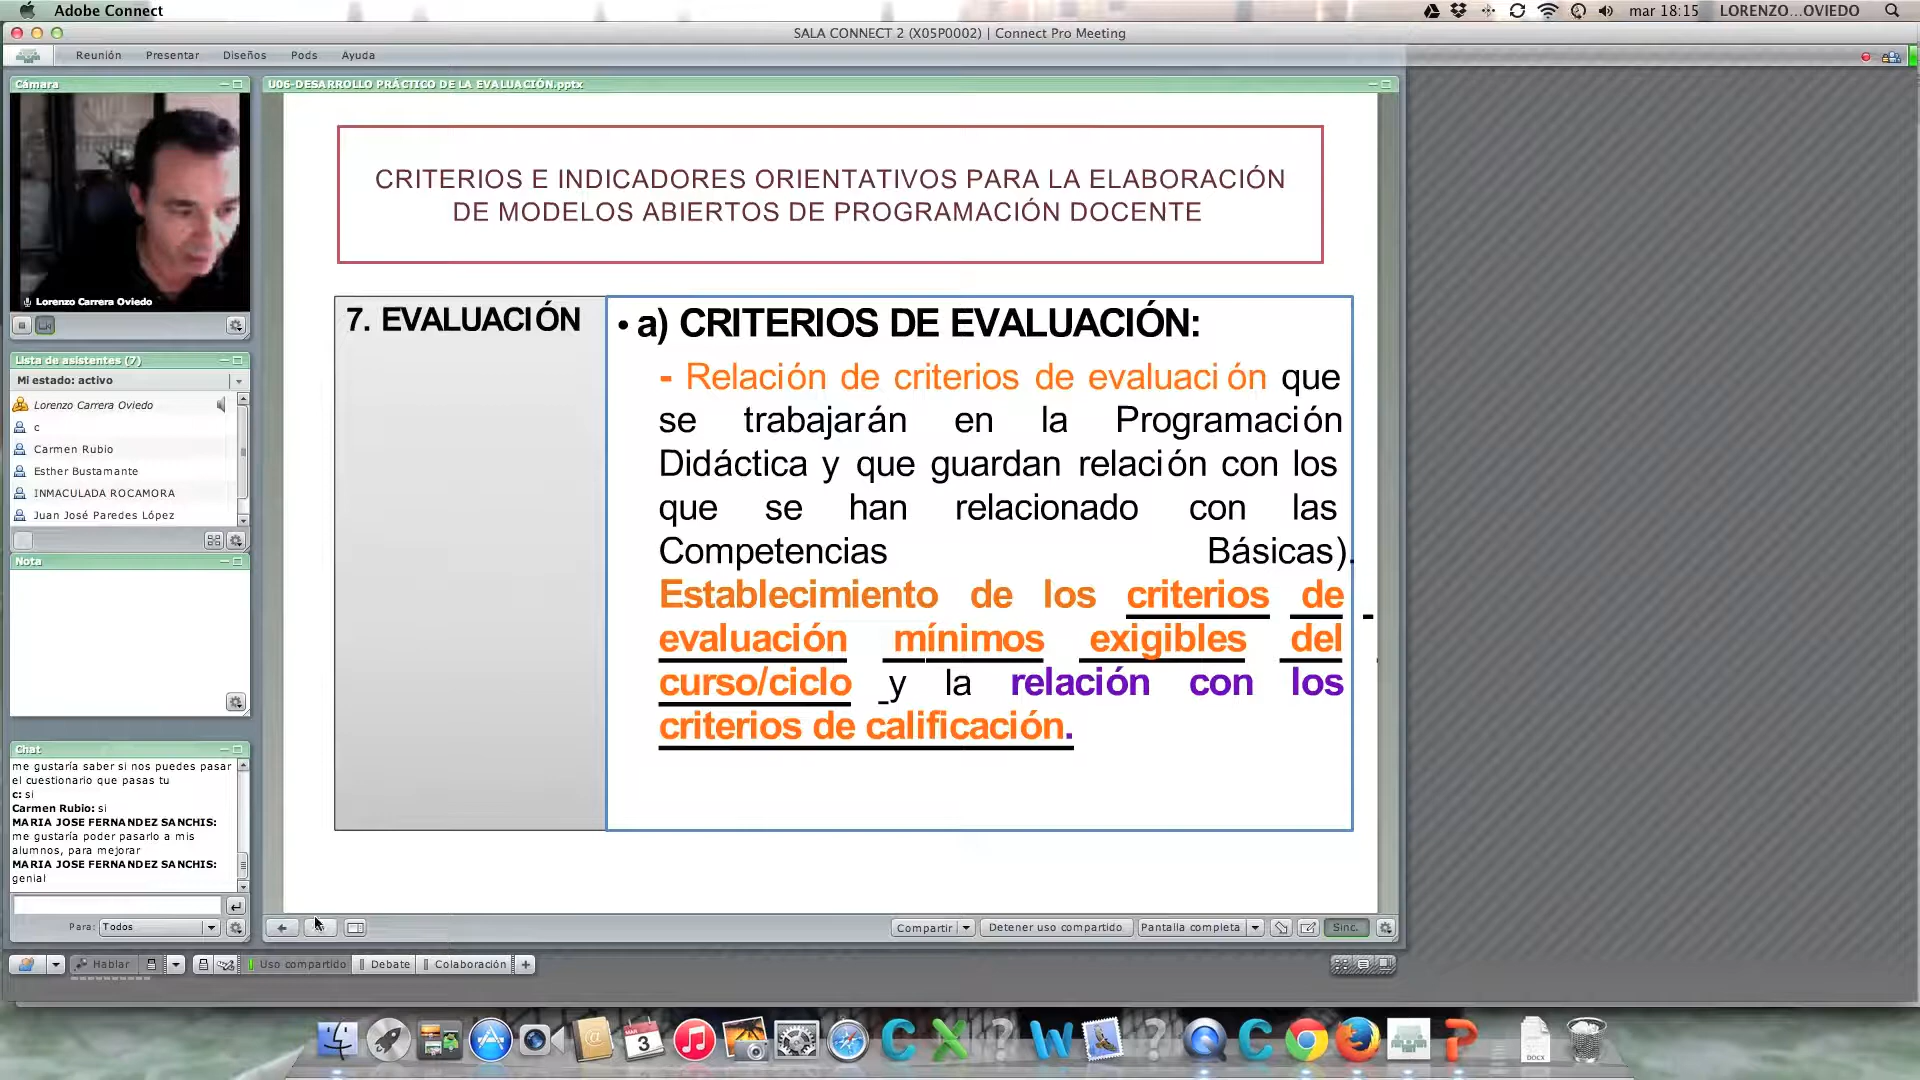 Adobe Connect
mar 18:15
LORENZO...OVIEDO
SALA CONNECT 2 (X05P0002) | Connect Pro Meeting
Reunión
Presentar
Diseños
Pods
Ayuda
Cámara
Lorenzo Carrera Oviedo
Lista de asistentes (7)
Mi estado: activo
Lorenzo Carrera Oviedo
c
Carmen Rubio
Esther Bustamante
INMACULADA ROCAMORA
Juan José Paredes López
Nota
Chat
me gustaría saber si nos puedes pasar
el cuestionario que pasas tu
c: si
Carmen Rubio: si
MARIA JOSE FERNANDEZ SANCHIS:
me gustaría poder pasarlo a mis
alumnos, para mejorar
MARIA JOSE FERNANDEZ SANCHIS:
genial
Para: Todos
U06-DESARROLLO PRÁCTICO DE LA EVALUACIÓN.pptx
CRITERIOS E INDICADORES ORIENTATIVOS PARA LA ELABORACIÓN
DE MODELOS ABIERTOS DE PROGRAMACIÓN DOCENTE
7. EVALUACIÓN
• a) CRITERIOS DE EVALUACIÓN:
- Relación de criterios de evaluación que
se trabajarán en la Programación
Didáctica y que guardan relación con los
que se han relacionado con las
Competencias Básicas).
Establecimiento de los criterios de
evaluación mínimos exigibles del
curso/ciclo y la relación con los
criterios de calificación.
Compartir
Detener uso compartido
Pantalla completa
Sinc.
Hablar
Uso compartido
Debate
Colaboración
MAR
3
DOCX